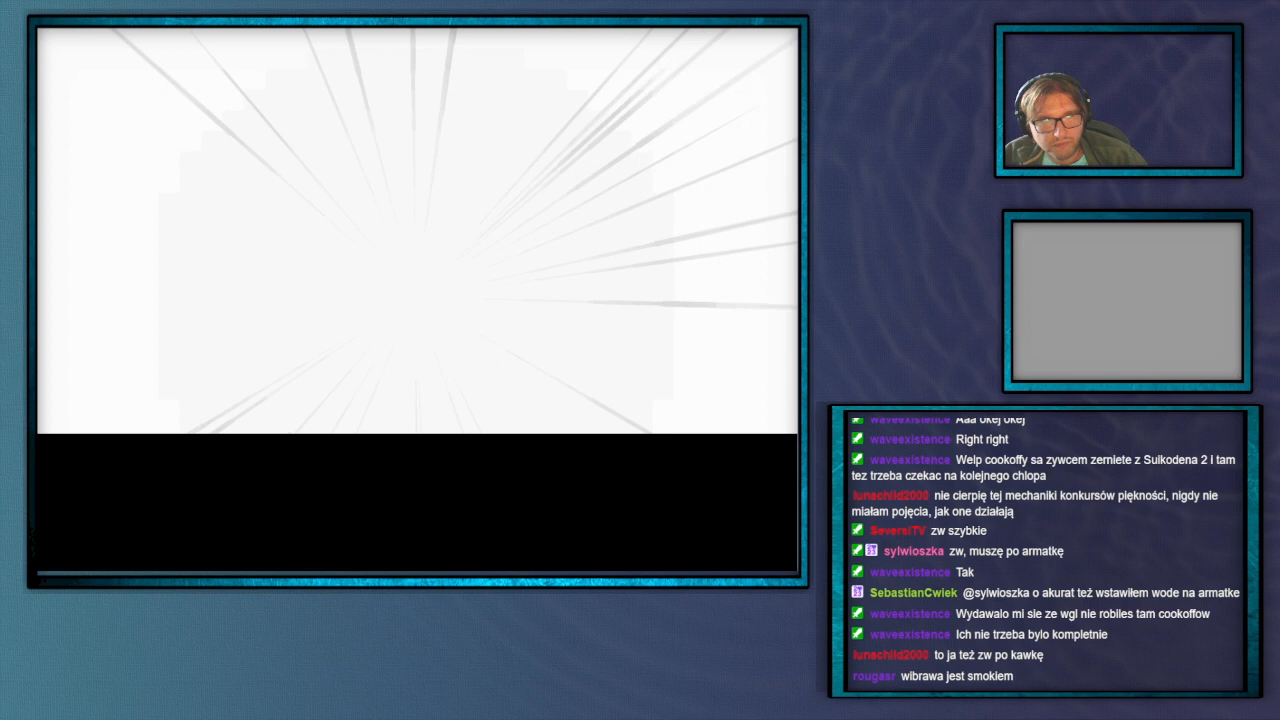 waveexistence Aaa okej okej
waveexistence Right right
waveexistence Welp cookoffy sa zywcem zerniete z Suikodena 2 i tam
tez trzeba czekac na kolejnego chlopa
lunachild2000 nie cierpię tej mechaniki konkursów piękności, nigdy nie
miałam pojęcia, jak one działają
SeversiTV zw szybkie
sylwioszka zw, muszę po armatkę
waveexistence Tak
SebastianCwiek @sylwioszka o akurat też wstawiłem wode na armatke
waveexistence Wydawalo mi sie ze wgl nie robiles tam cookoffow
waveexistence Ich nie trzeba bylo kompletnie
lunachild2000 to ja też zw po kawkę
rougasr wibrawa jest smokiem